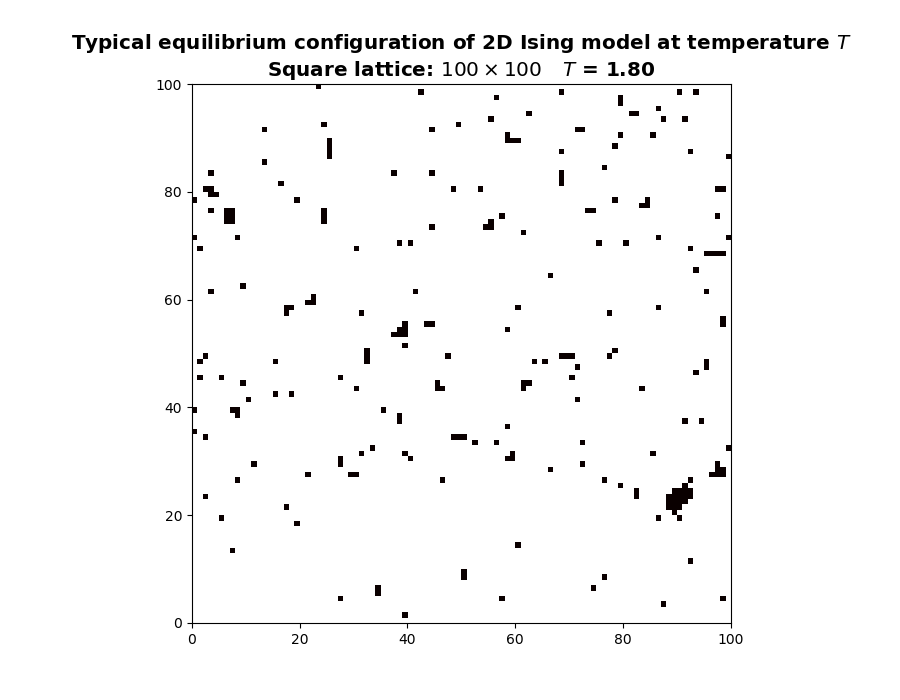 Typical equilibrium configuration of 2D Ising model at temperature T
Square lattice: 100 × 100 T = 1.80
100
80
60
40
20
0
0 20 40 60 80 100